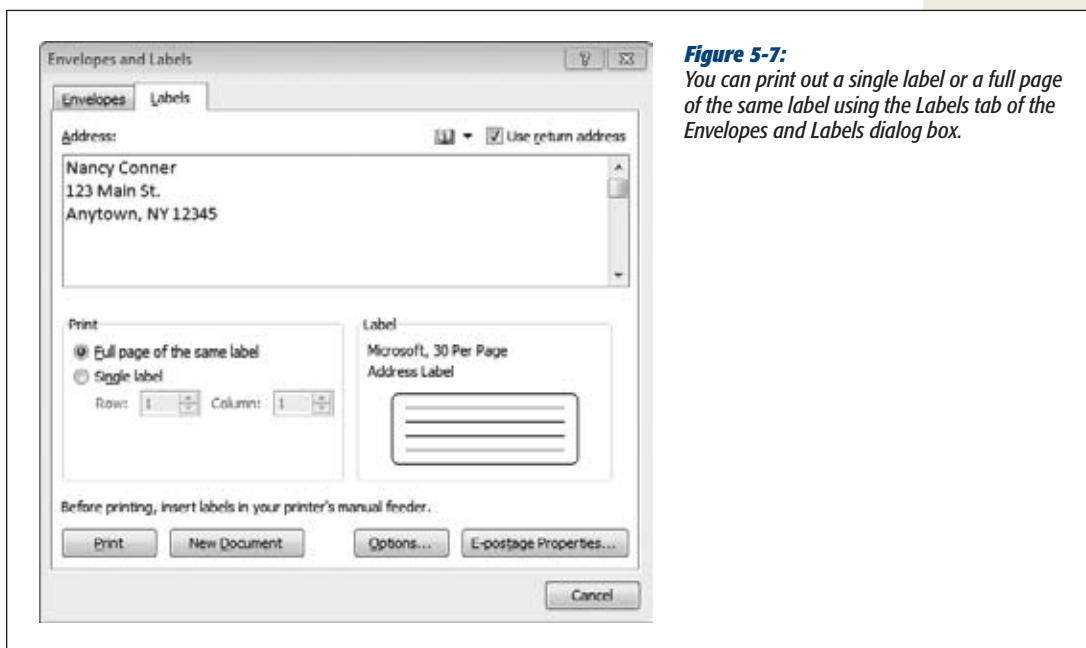 Envelopes and Labels
Envelopes Labels
Address:
Use return address
Nancy Conner
123 Main St.
Anytown, NY 12345
Print
Full page of the same label
Single label
Row: 1 Column: 1
Label
Microsoft, 30 Per Page
Address Label
Before printing, insert labels in your printer's manual feeder.
Print New Document Options... E-postage Properties...
Cancel
Figure 5-7:
You can print out a single label or a full page
of the same label using the Labels tab of the
Envelopes and Labels dialog box.